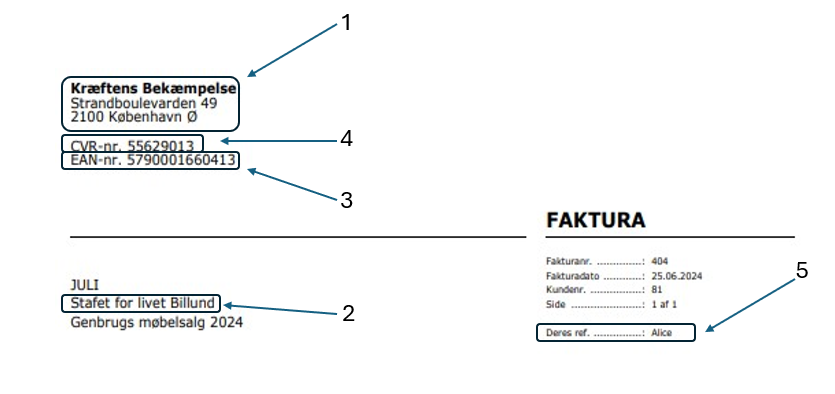 1
Kræftens Bekæmpelse
Strandboulevarden 49
2100 København Ø
CVR-nr. 55629013
4
EAN-nr. 5790001660413
3
FAKTURA
Fakturanr. ...............: 404
Fakturadato ............: 25.06.2024
Kundenr. ................: 81
Side .......................: 1 af 1
5
Deres ref. ...............: Alice
JULI
Stafet for livet Billund
2
Genbrugs møbelsalg 2024